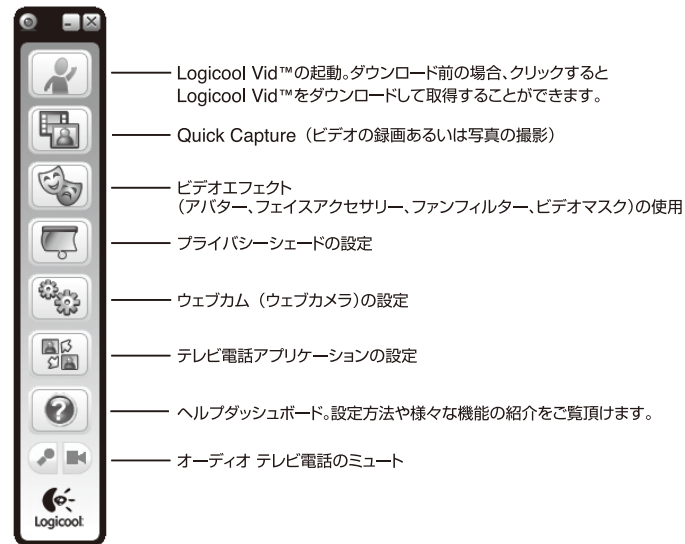 Logicool Vid™の起動。ダウンロード前の場合、クリックすると
Logicool Vid™をダウンロードして取得することができます。
Quick Capture（ビデオの録画あるいは写真の撮影）
ビデオエフェクト
（アバター、フェイスアクセサリー、ファンフィルター、ビデオマスク）の使用
プライバシーシェードの設定
ウェブカム（ウェブカメラ）の設定
テレビ電話アプリケーションの設定
?
ヘルプダッシュボード。設定方法や様々な機能の紹介をご覧頂けます。
オーディオ テレビ電話のミュート
Logicool